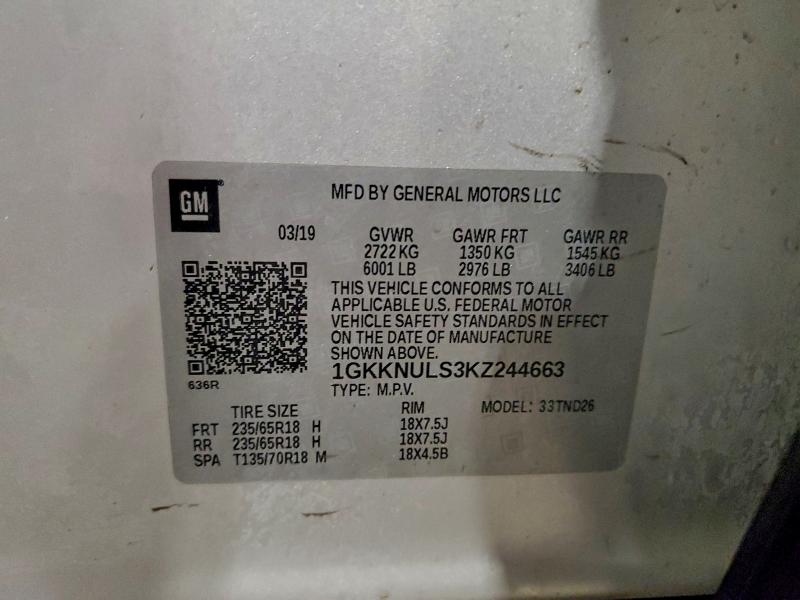 GM
MFD BY GENERAL MOTORS LLC
03/19 GVWR GAWR FRT GAWR RR
2722 KG 1350 KG 1545 KG
6001 LB 2976 LB 3406 LB
THIS VEHICLE CONFORMS TO ALL
APPLICABLE U.S. FEDERAL MOTOR
VEHICLE SAFETY STANDARDS IN EFFECT
ON THE DATE OF MANUFACTURE
SHOWN ABOVE.
1GKKNULS3KZ244663
636R
TYPE: M.P.V.
TIRE SIZE RIM MODEL: 33TND26
FRT 235/65R18 H 18X7.5J
RR 235/65R18 H 18X7.5J
SPA T135/70R18 M 18X4.5B